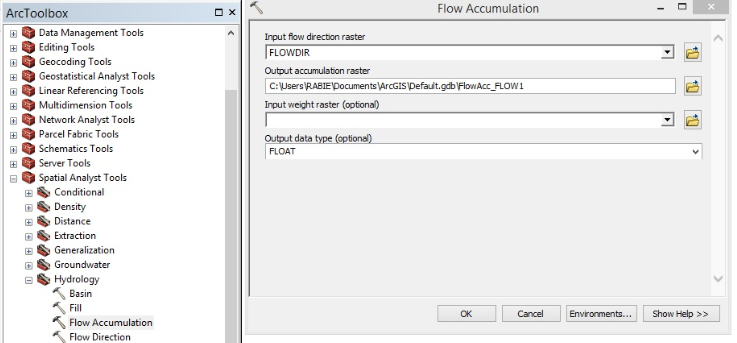 ArcToolbox
Data Management Tools
Editing Tools
Geocoding Tools
Geostatistical Analyst Tools
Linear Referencing Tools
Multidimension Tools
Network Analyst Tools
Parcel Fabric Tools
Schematics Tools
Server Tools
Spatial Analyst Tools
Conditional
Density
Distance
Extraction
Generalization
Groundwater
Hydrology
Basin
Fill
Flow Accumulation
Flow Direction
Flow Accumulation
Input flow direction raster
FLOWDIR
Output accumulation raster
C:\Users\RABIE\Documents\ArcGIS\Default.gdb\FlowAcc_FLOW1
Input weight raster (optional)
Output data type (optional)
FLOAT
OK
Cancel
Environments...
Show Help >>